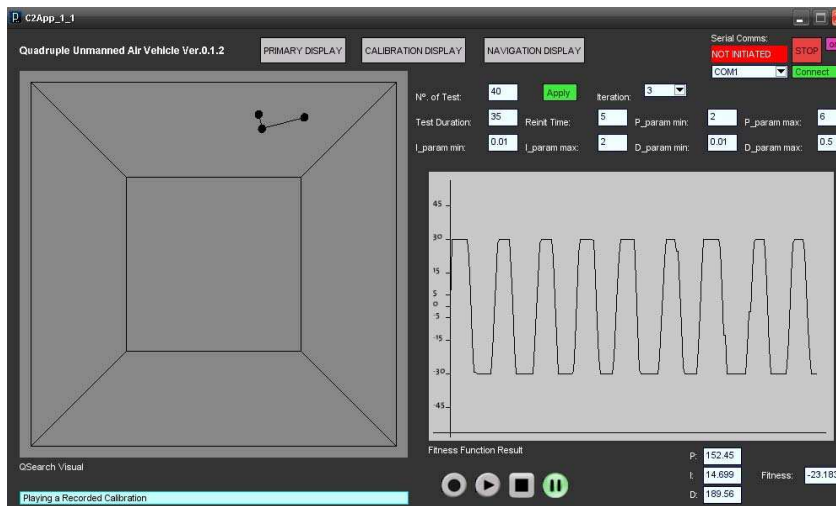 C2App_1_1
Quadruple Unmanned Air Vehicle Ver.0.1.2
PRIMARY DISPLAY
CALIBRATION DISPLAY
NAVIGATION DISPLAY
Serial Comms:
NOT INITIATED
STOP
COM1
Connect
Nº. of Test: 40
Apply
Iteration: 3
Test Duration: 35
Reinit Time: 5
P_param min: 2
P_param max: 6
I_param min: 0.01
I_param max: 2
D_param min: 0.01
D_param max: 0.5
45
30
15
5
0
-5
-15
-30
-45
Fitness Function Result
QSearch Visual
Playing a Recorded Calibration
P: 152.45
I: 14.699
Fitness: -23.183
D: 189.56